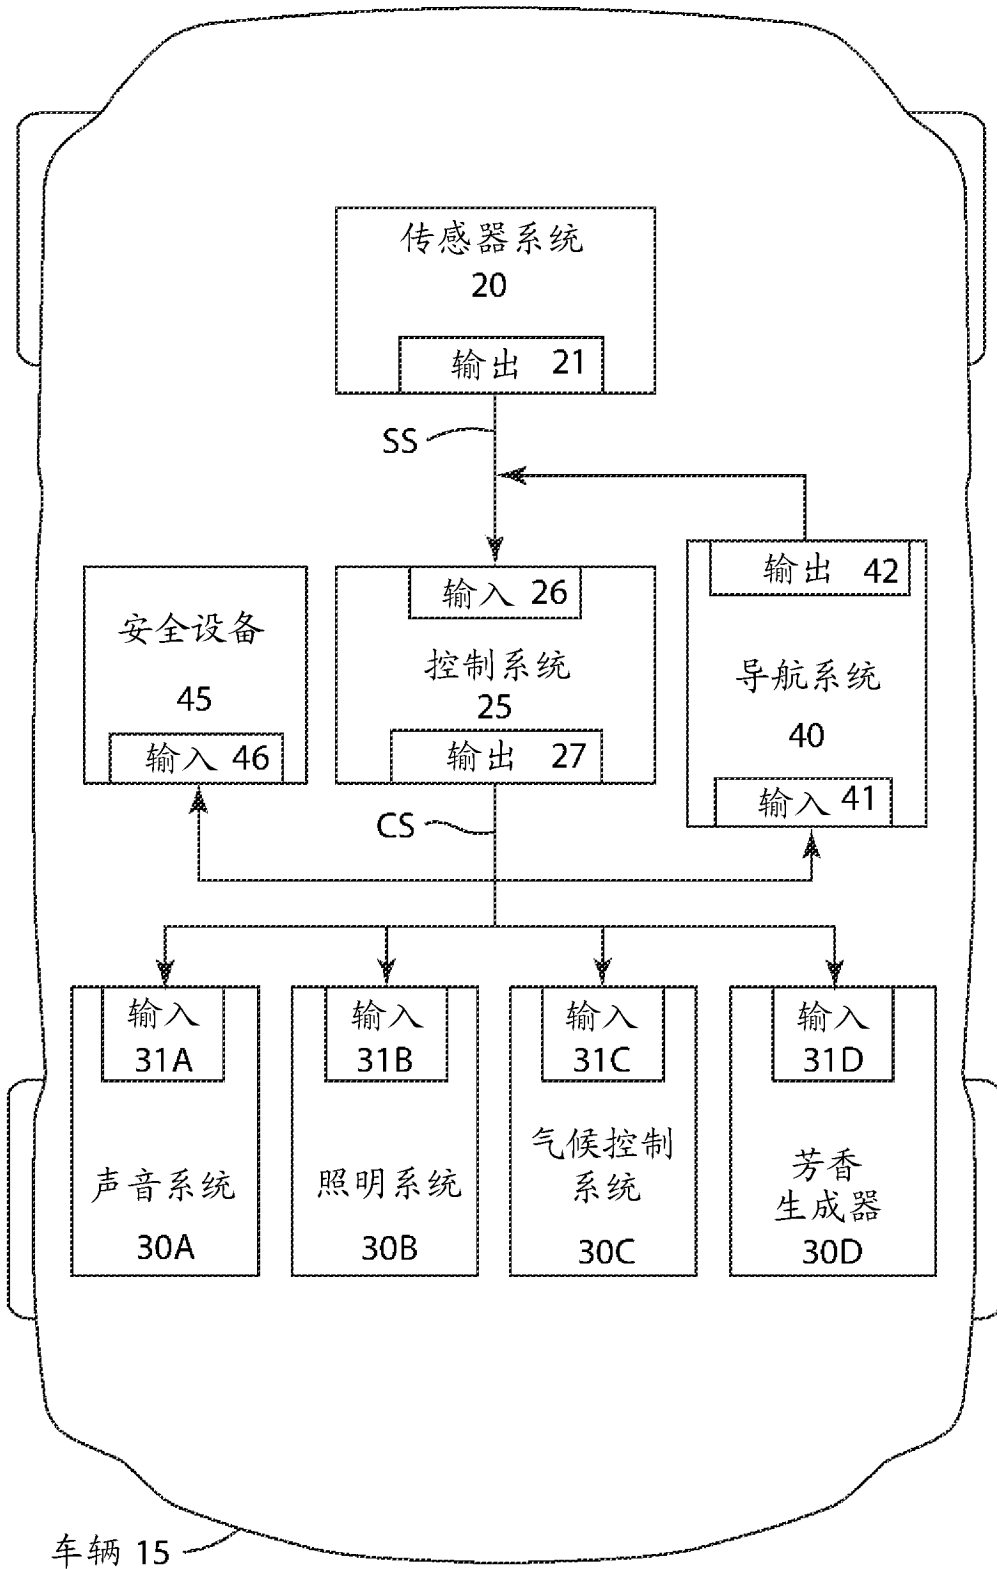 传感器系统
20
输出 21
SS
输出 42
输入 26
安全设备
45
输入 46
控制系统
25
输出 27
导航系统
40
输入 41
CS
输入
31A
声音系统
30A
输入
31B
照明系统
30B
输入
31C
气候控制
系统
30C
输入
31D
芳香
生成器
30D
车辆 15